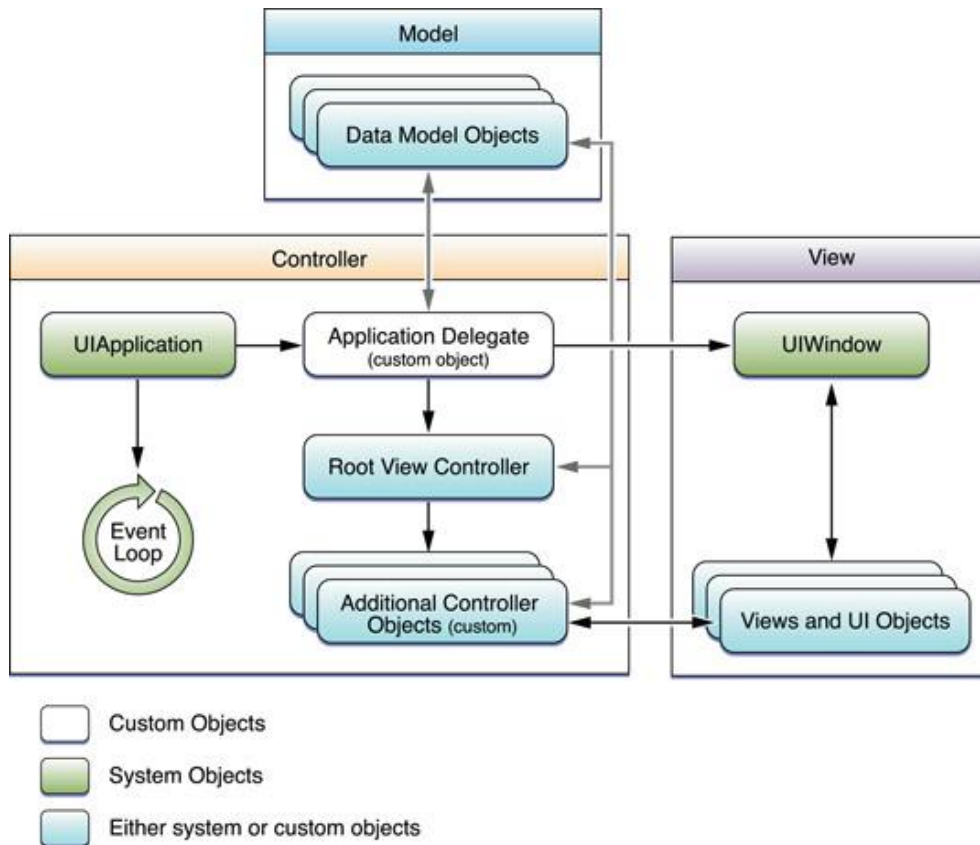 Model
Data Model Objects
Controller
View
UIApplication
Application Delegate
(custom object)
UIWindow
Root View Controller
Event
Loop
Additional Controller
Objects (custom)
Views and UI Objects
Custom Objects
System Objects
Either system or custom objects